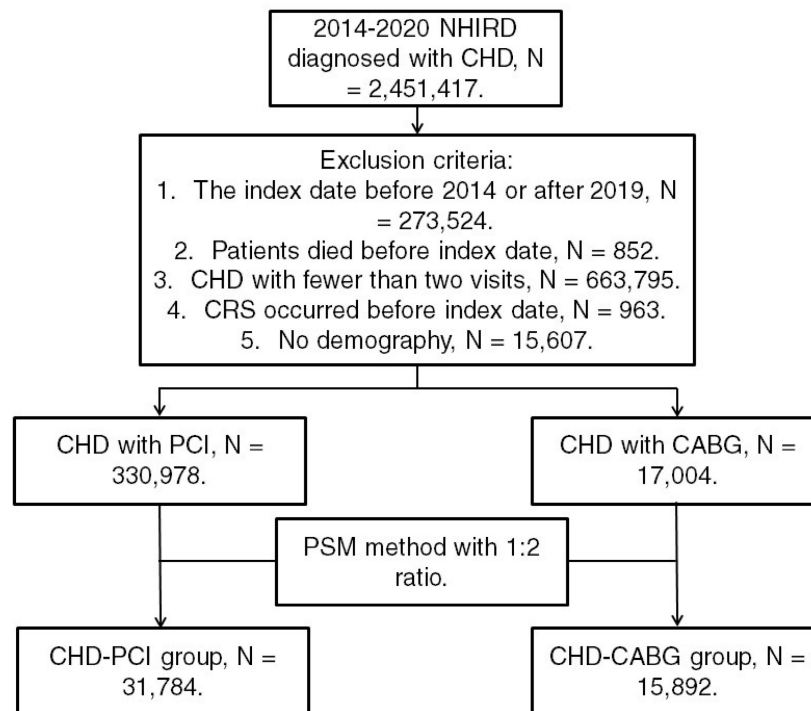 2014-2020 NHIRD
diagnosed with CHD, N
= 2,451,417.
Exclusion criteria:
1. The index date before 2014 or after 2019, N
= 273,524.
2. Patients died before index date, N = 852.
3. CHD with fewer than two visits, N = 663,795.
4. CRS occurred before index date, N = 963.
5. No demography, N = 15,607.
CHD with PCI, N =
330,978.
CHD with CABG, N =
17,004.
PSM method with 1:2
ratio.
CHD-PCI group, N =
31,784.
CHD-CABG group, N =
15,892.